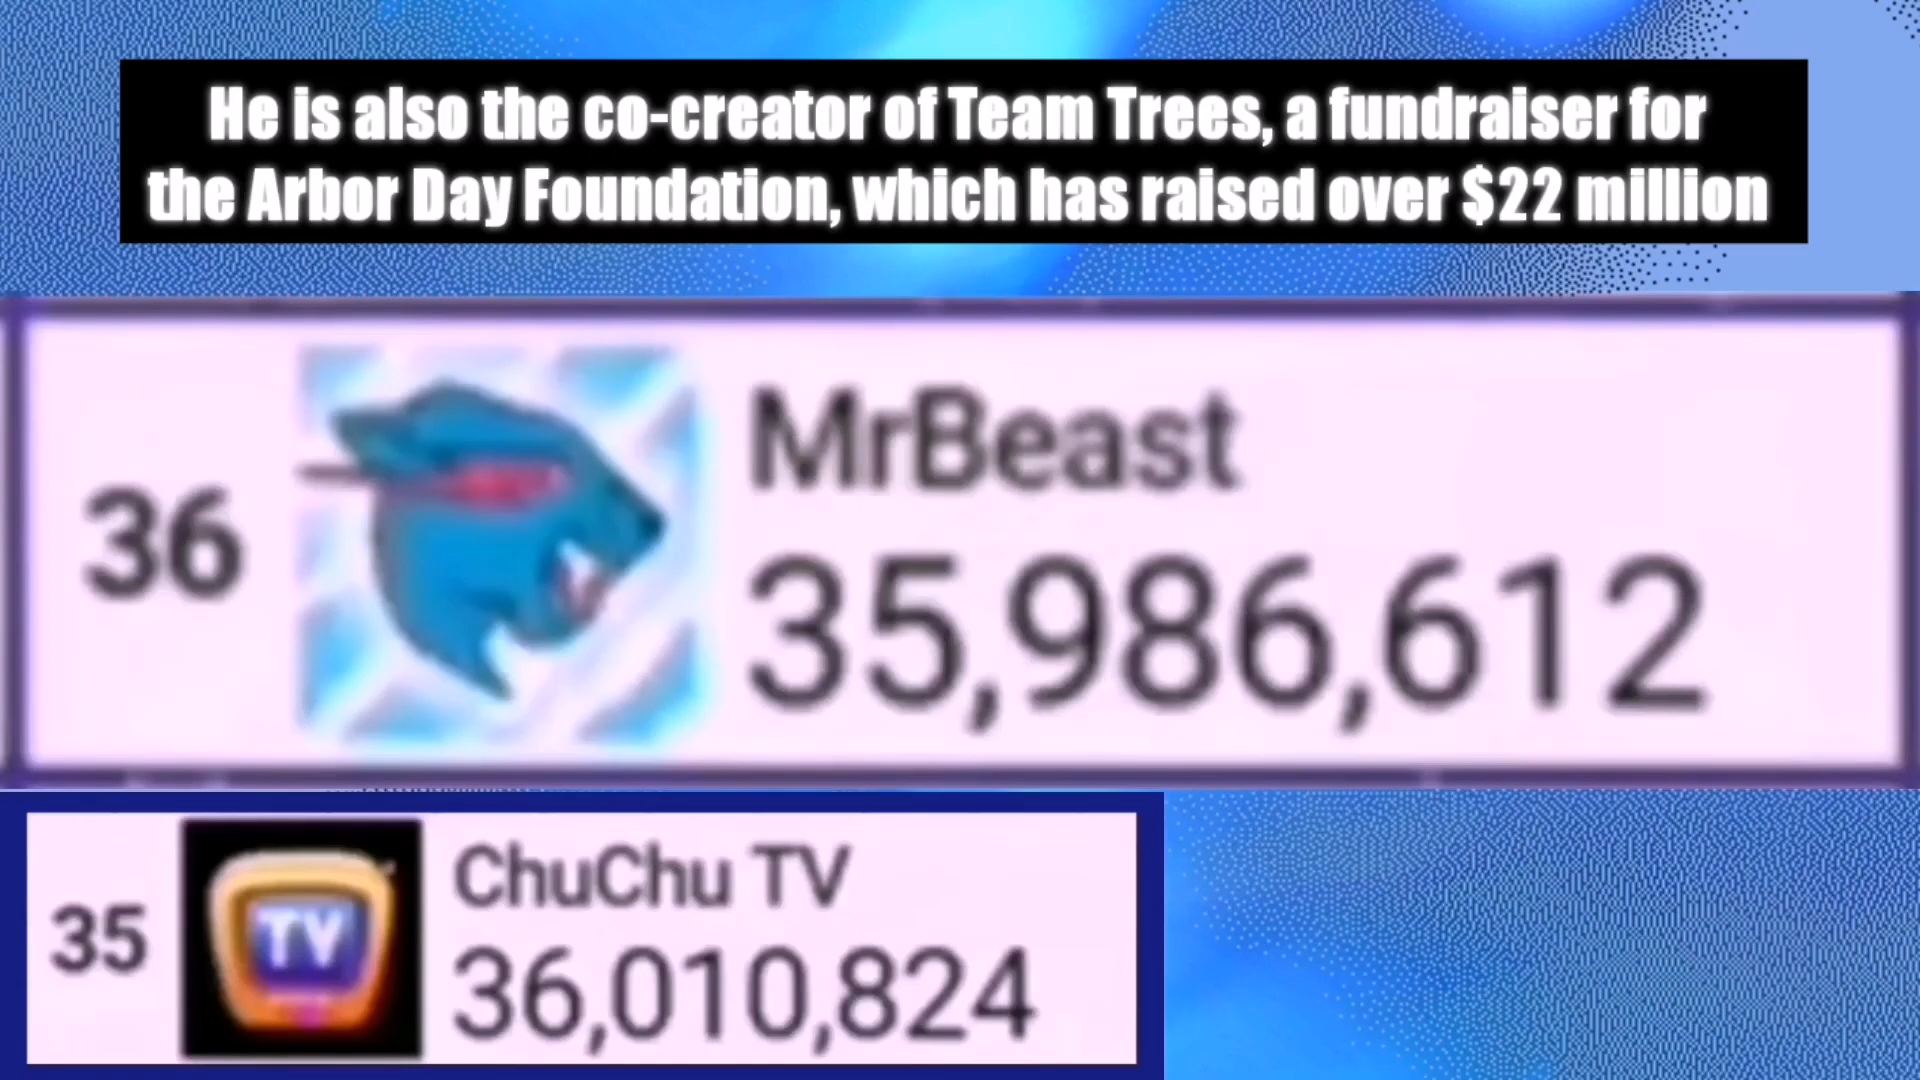 He is also the co-creator of Team Trees, a fundraiser for
the Arbor Day Foundation, which has raised over $22 million
36
MrBeast
35,986,612
35
TV
ChuChu TV
36,010,824